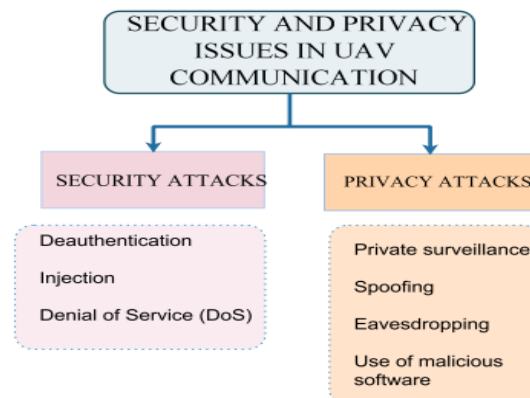 SECURITY AND PRIVACY
ISSUES IN UAV
COMMUNICATION
SECURITY ATTACKS
Deauthentication
Injection
Denial of Service (DoS)
PRIVACY ATTACKS
Private surveillance
Spoofing
Eavesdropping
Use of malicious
software